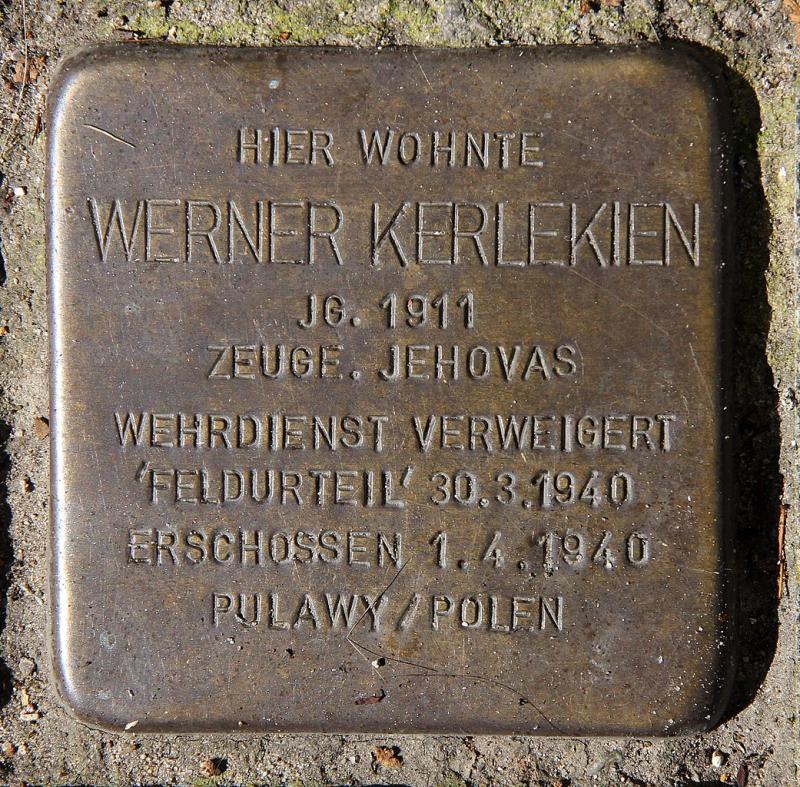 HIER WOHNTE
WERNER KERLEKIEN
JG. 1911
ZEUGE. JEHOVAS
WEHRDIENST VERWEIGERT
'FELDURTEIL' 30.3.1940
ERSCHOSSEN 1.4.1940
PULAWY/POLEN